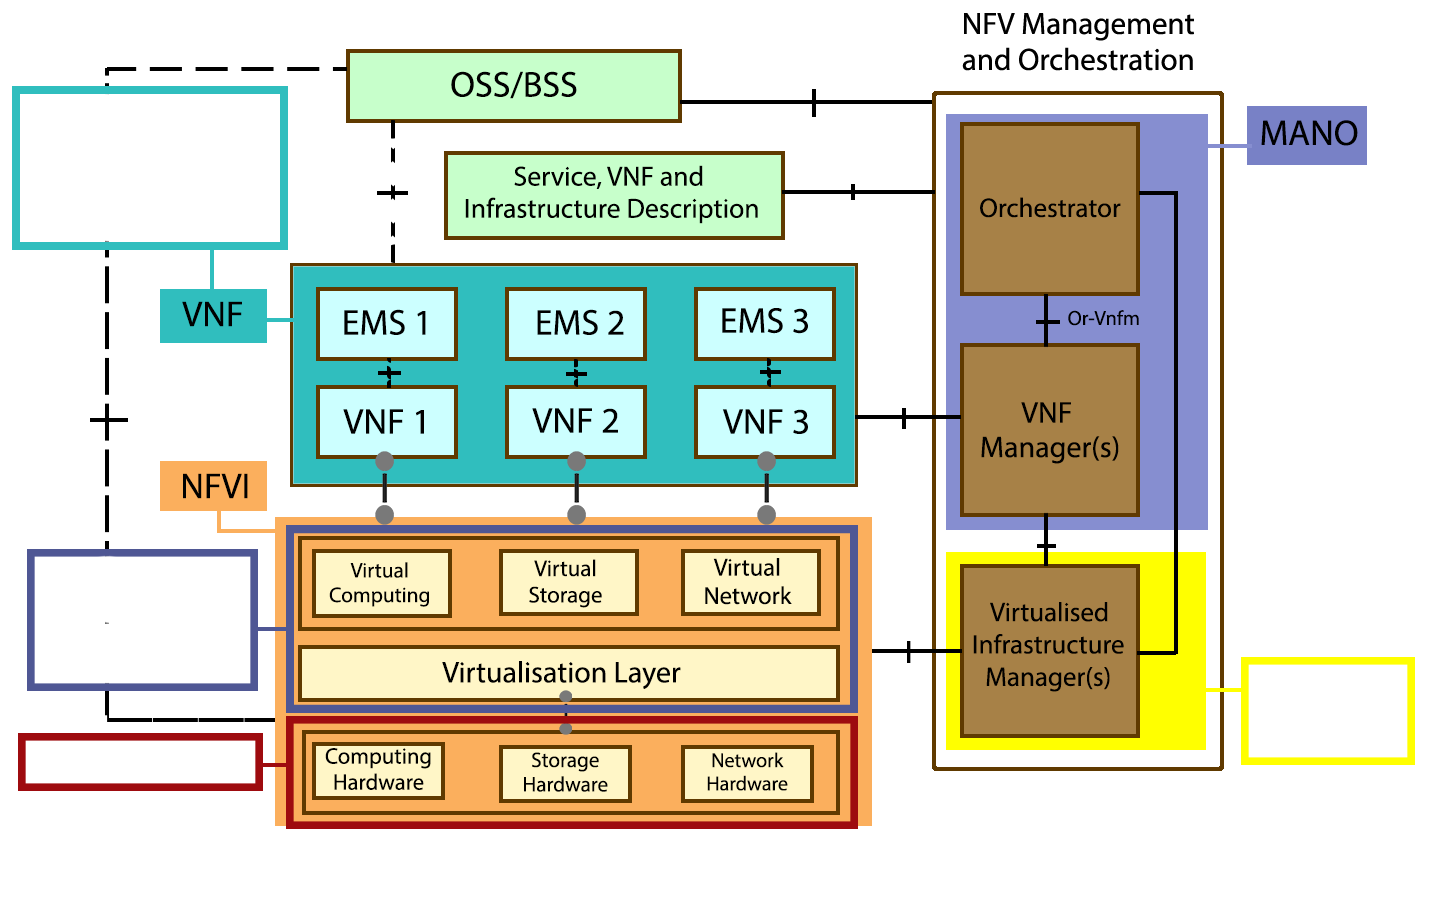 NFV Management
and Orchestration
OSS/BSS
MANO
Service, VNF and
Infrastructure Description
Orchestrator
VNF
EMS 1
EMS 2
EMS 3
Or-Vnfm
VNF 1
VNF 2
VNF 3
VNF
Manager(s)
NFVI
Virtual
Computing
Virtual
Storage
Virtual
Network
Virtualised
Infrastructure
Manager(s)
Virtualisation Layer
Computing
Hardware
Storage
Hardware
Network
Hardware